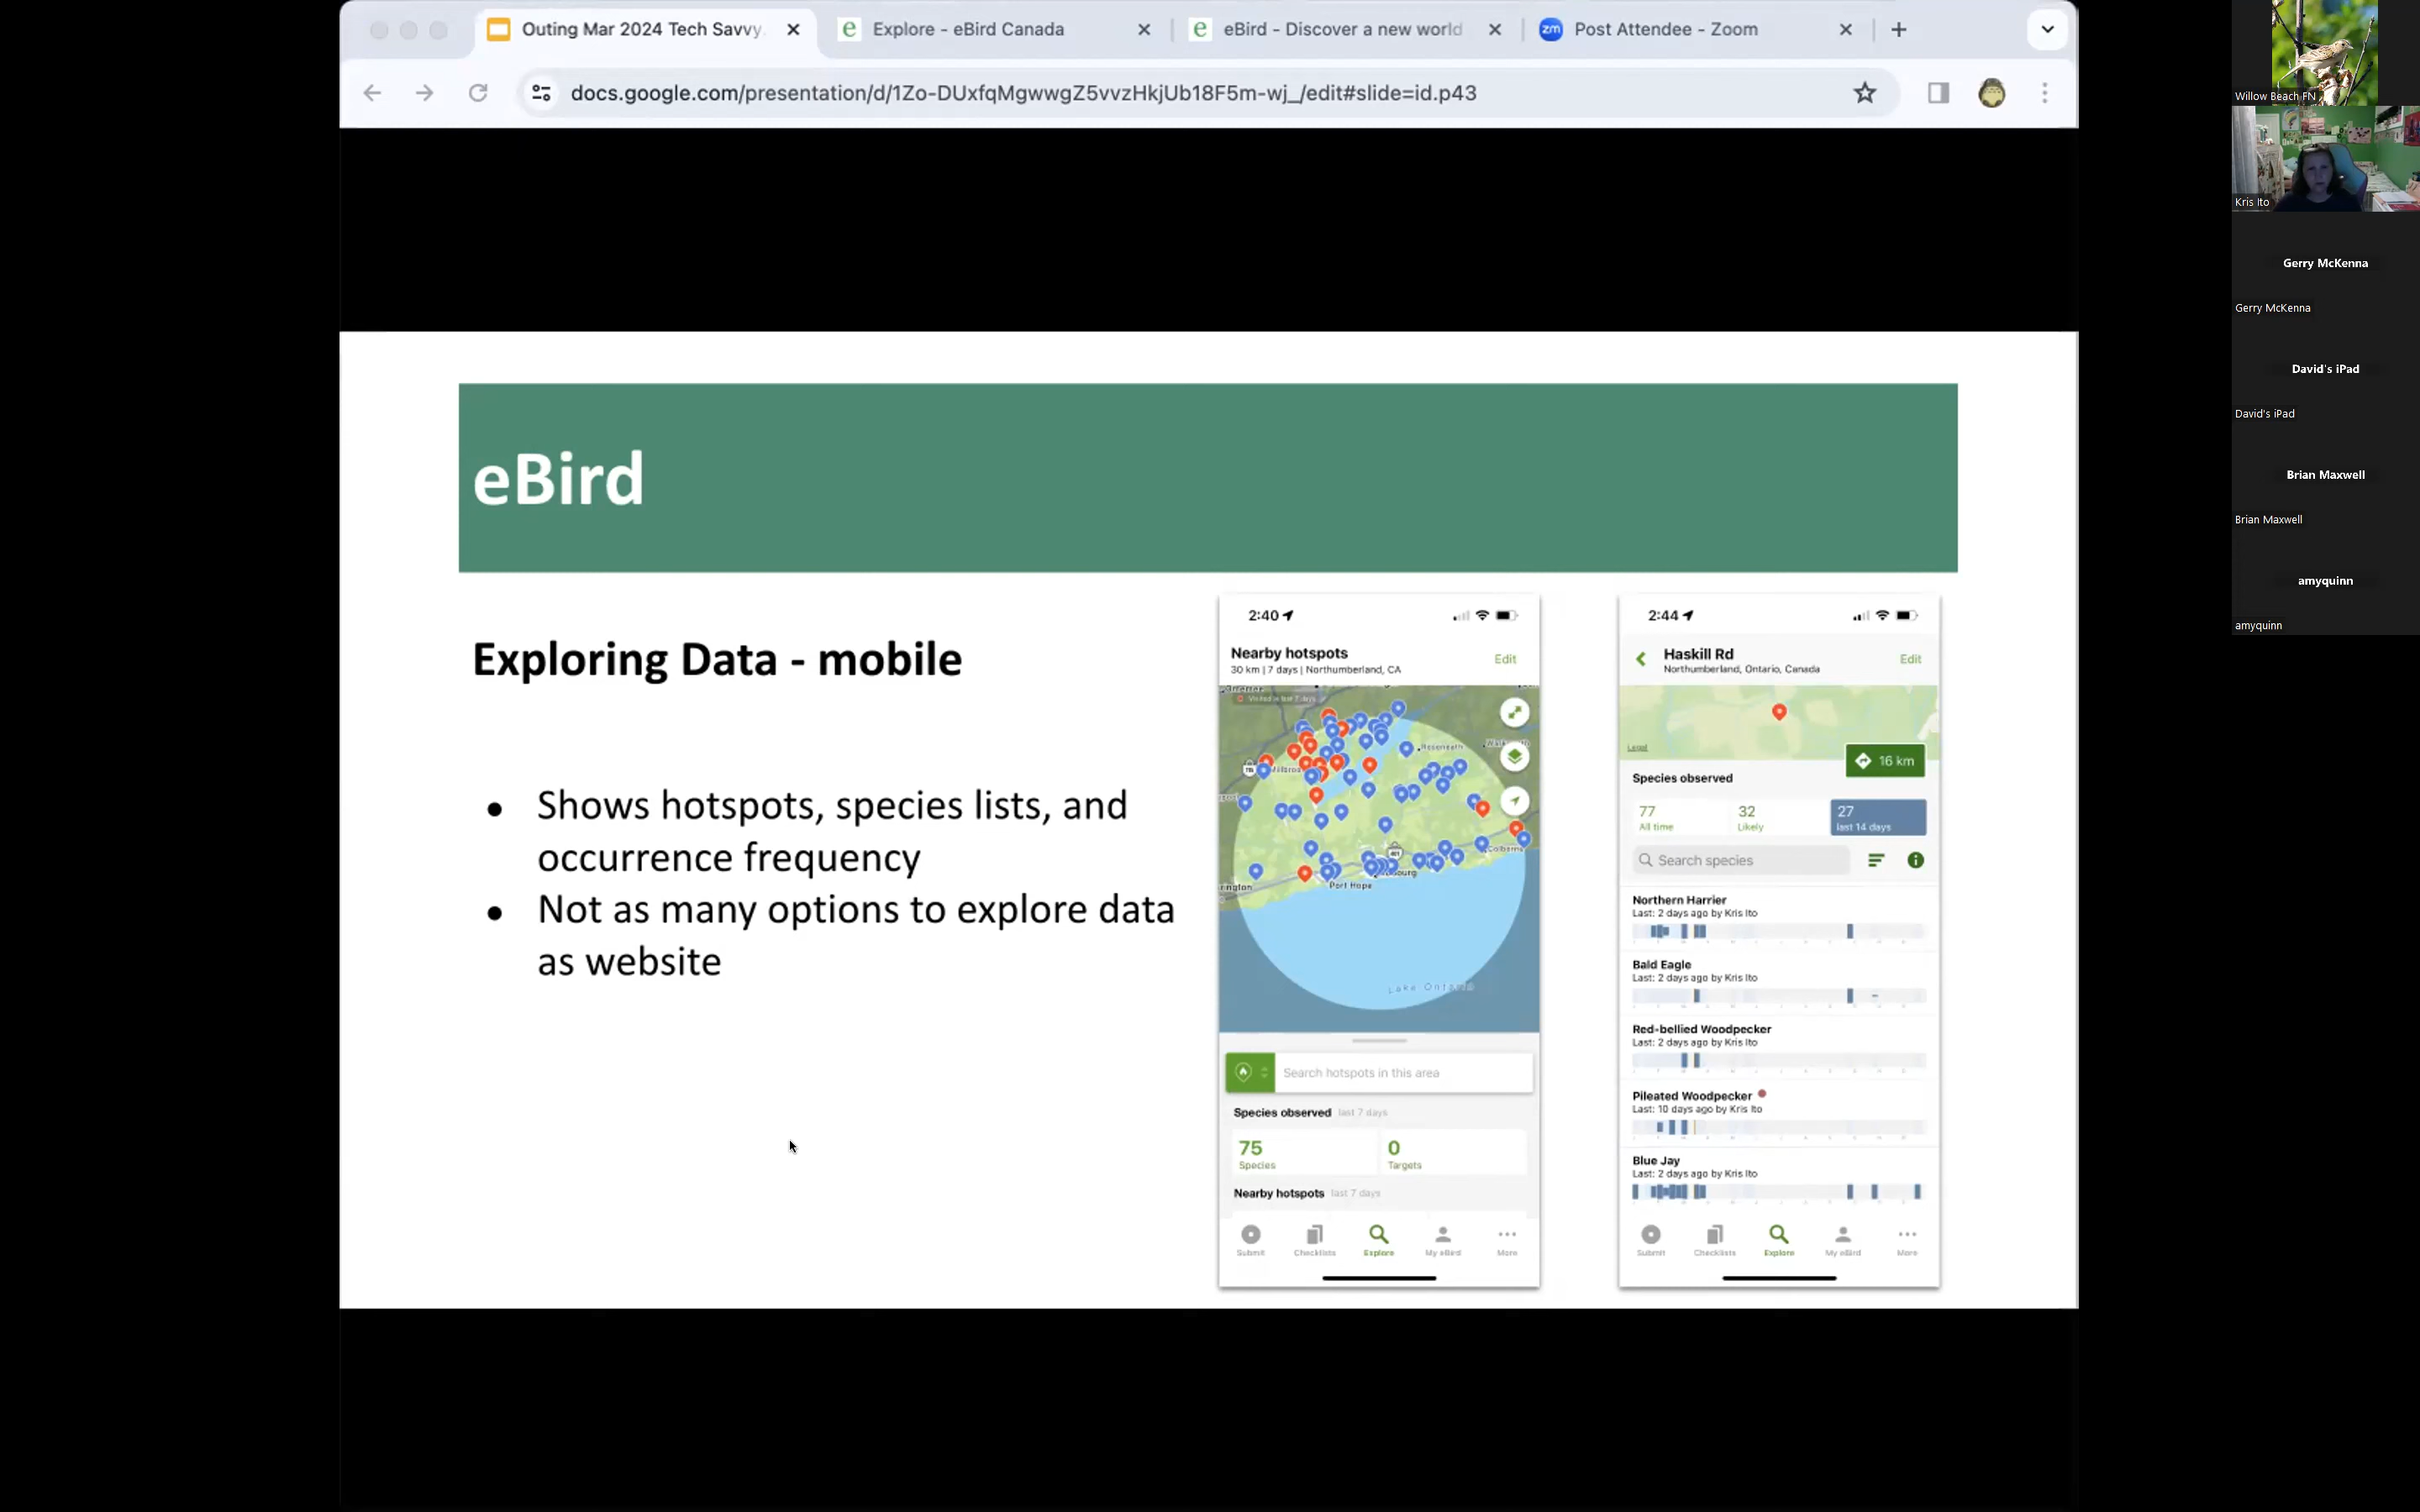 Outing Mar 2024 Tech Savvy
Explore - eBird Canada
eBird - Discover a new world
zm
Post Attendee - Zoom
docs.google.com/presentation/d/1Zo-DUxfqMgwwgZ5vvzHkjUb18F5m-wj_/edit#slide=id.p43
eBird
Exploring Data - mobile
● Shows hotspots, species lists, and
occurrence frequency
● Not as many options to explore data
as website
2:40
Nearby hotspots
Edit
30 km | 7 days | Northumberland, CA
Visited in last 7 days
Roseneath
Colborne
Port Hope
Lake Ontario
Search hotspots in this area
Species observed last 7 days
75
Species
0
Targets
Nearby hotspots last 7 days
Submit
Checklists
Explore
My eBird
More
2:44
Haskill Rd
Edit
Northumberland, Ontario, Canada
Legal
16 km
Species observed
77
All time
32
Likely
27
last 14 days
Search species
Northern Harrier
Last: 2 days ago by Kris Ito
Bald Eagle
Last: 2 days ago by Kris Ito
Red-bellied Woodpecker
Last: 2 days ago by Kris Ito
Pileated Woodpecker
Last: 10 days ago by Kris Ito
Blue Jay
Last: 2 days ago by Kris Ito
Submit
Checklists
Explore
My eBird
More
Willow Beach FN
Kris Ito
Gerry McKenna
Gerry McKenna
David's iPad
David's iPad
Brian Maxwell
Brian Maxwell
amyquinn
amyquinn